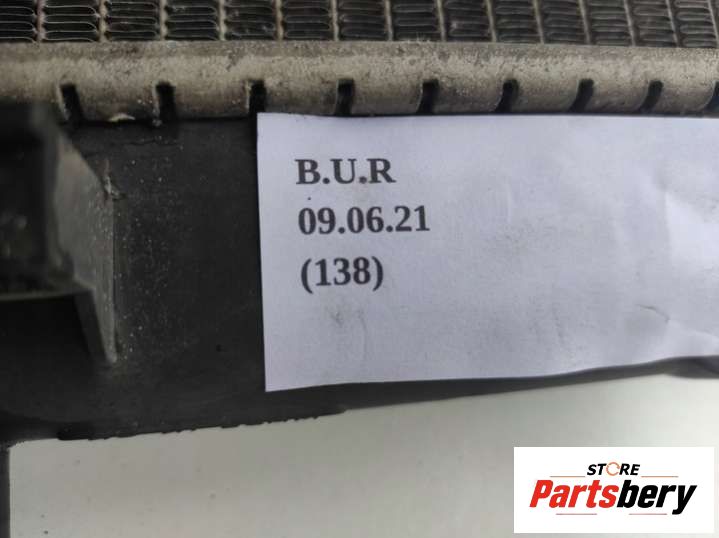 B.U.R
09.06.21
(138)
STORE
Partsbery